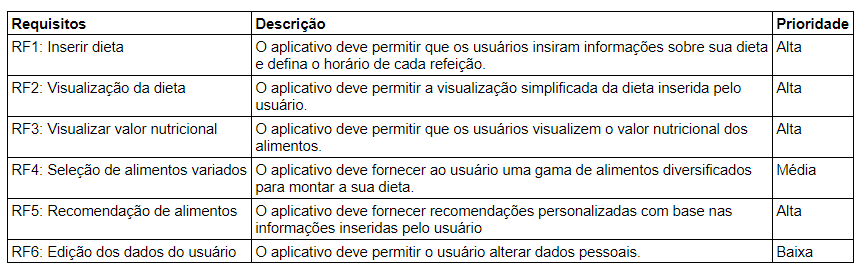 Requisitos Descrição Prioridade
RF1: Inserir dieta O aplicativo deve permitir que os usuários insiram informações sobre sua dieta Alta
e defina o horário de cada refeição.
RF2: Visualização da dieta O aplicativo deve permitir a visualização simplificada da dieta inserida pelo Alta
usuário.
RF3: Visualizar valor nutricional O aplicativo deve permitir que os usuários visualizem o valor nutricional dos Alta
alimentos.
RF4: Seleção de alimentos variados O aplicativo deve fornecer ao usuário uma gama de alimentos diversificados Média
para montar a sua dieta.
RF5: Recomendação de alimentos O aplicativo deve fornecer recomendações personalizadas com base nas Alta
informações inseridas pelo usuário
RF6: Edição dos dados do usuário O aplicativo deve permitir o usuário alterar dados pessoais. Baixa